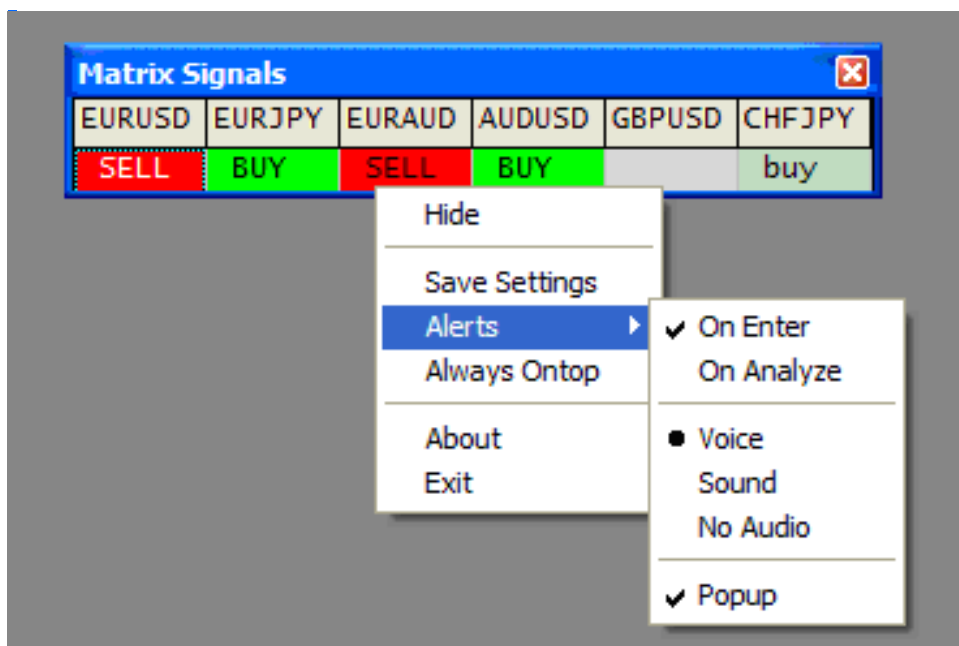 Matrix Signals
EURUSD EURJPY EURAUD AUDUSD GBPUSD CHFJPY
SELL BUY SELL BUY buy
Hide
Save Settings
Alerts
Always Ontop
About
Exit
On Enter
On Analyze
Voice
Sound
No Audio
Popup